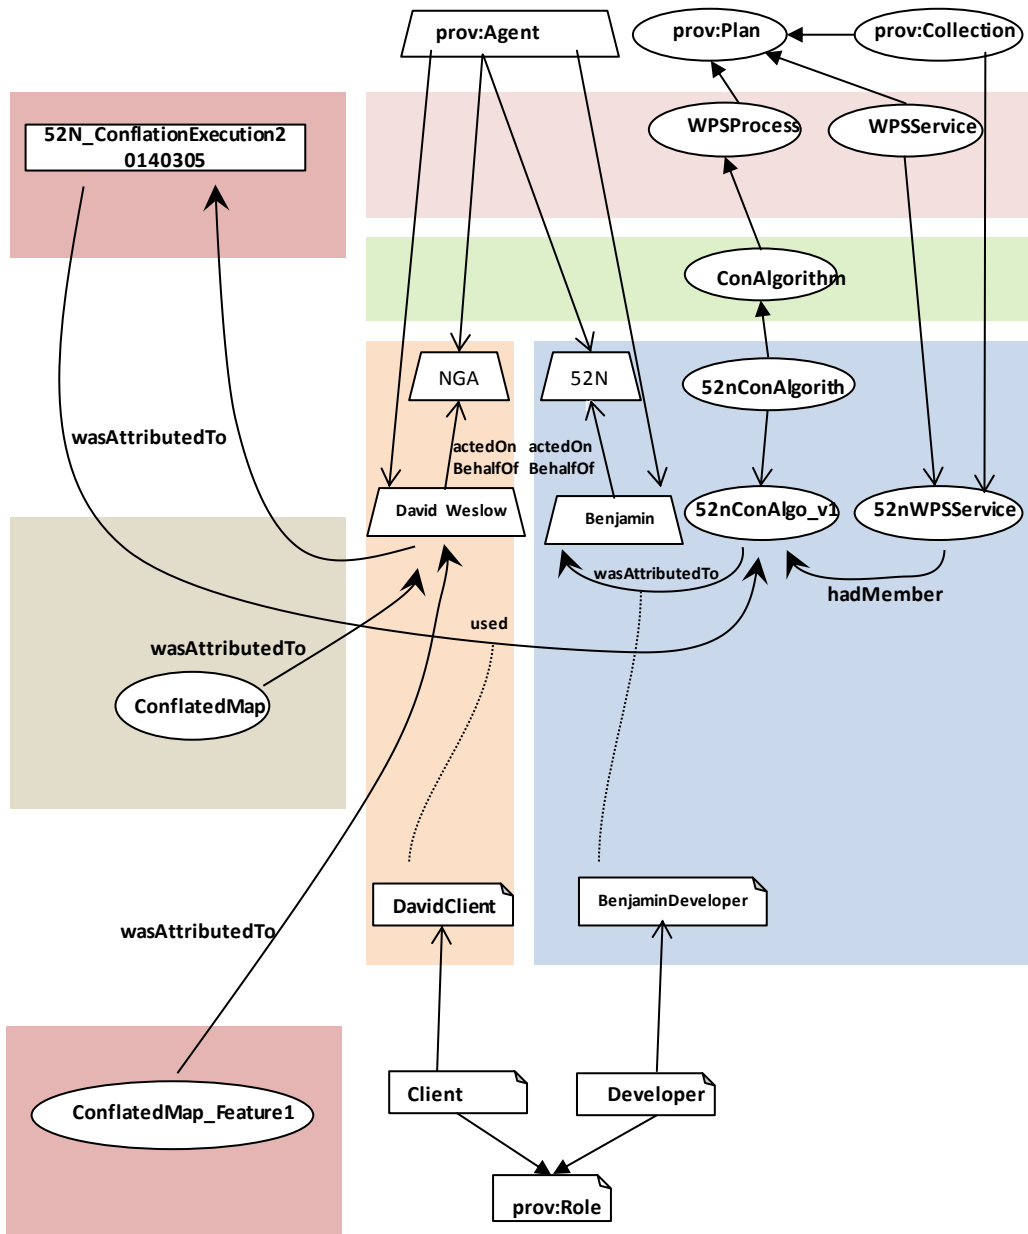 prov:Agent
prov:Plan
prov:Collection
52N_ConflationExecution2
0140305
WPSProcess
WPSService
ConAlgorithm
NGA
52N
52nConAlgorith
wasAttributedTo
actedOn
BehalfOf
actedOn
BehalfOf
David Weslow
Benjamin
52nConAlgo_v1
52nWPSService
wasAttributedTo
hadMember
used
wasAttributedTo
ConflatedMap
DavidClient
BenjaminDeveloper
wasAttributedTo
Client
Developer
ConflatedMap_Feature1
prov:Role